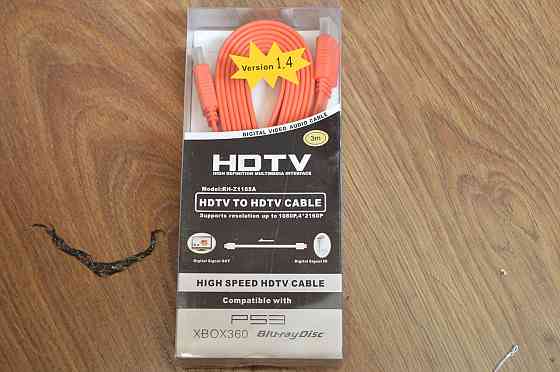 Version 1.4
DIGITAL VIDEO AUDIO CABLE
3m
HDTV
HIGH DEFINITION MULTIMEDIA INTERFACE
Model:RH-Z1165A
HDTV TO HDTV CABLE
Supports resolution up to 1080P,4*2160P
Digital Signal OUT
Digital Signal IN
HIGH SPEED HDTV CABLE
Compatible with
PS3
XBOX360 Blu-ray Disc